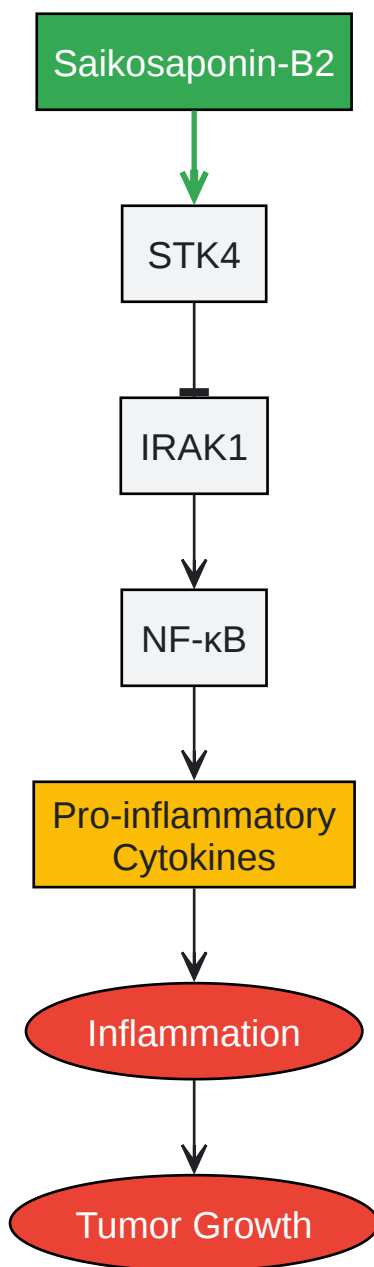 Saikosaponin-B2
STK4
IRAK1
NF-κB
Pro-inflammatory
Cytokines
Inflammation
Tumor Growth